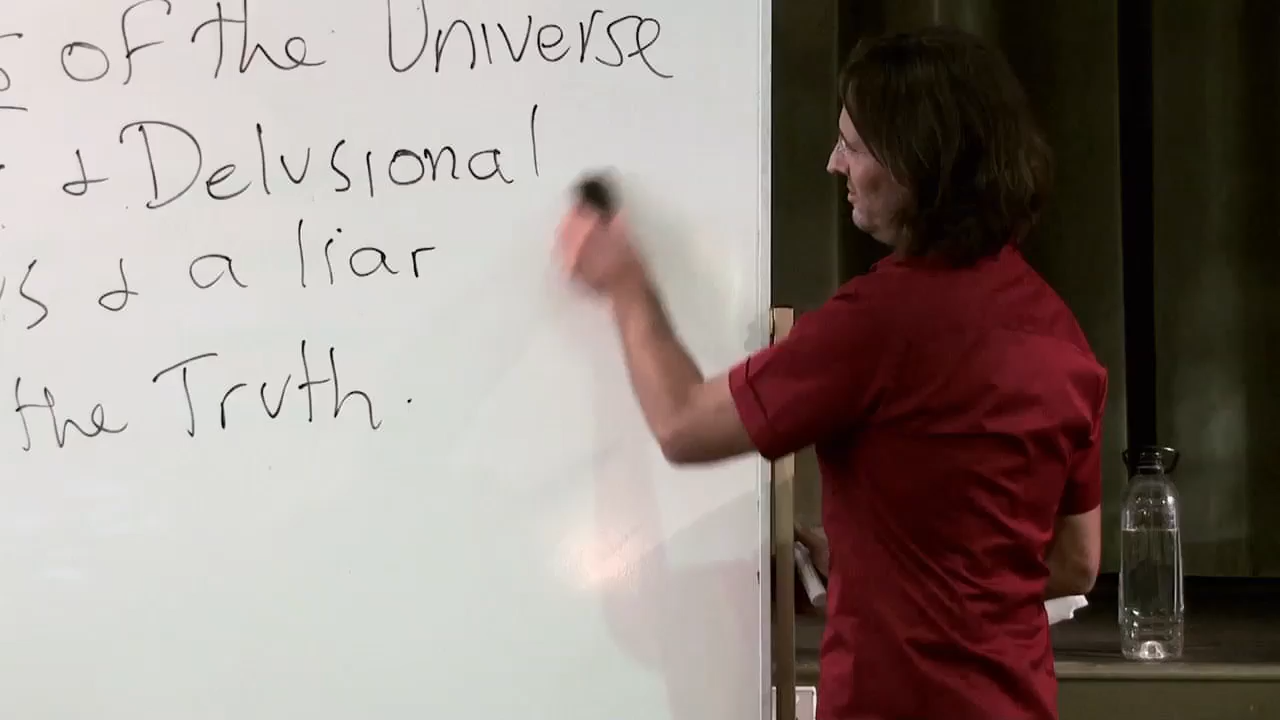 of the Universe
& Delusional
& a liar
the Truth.